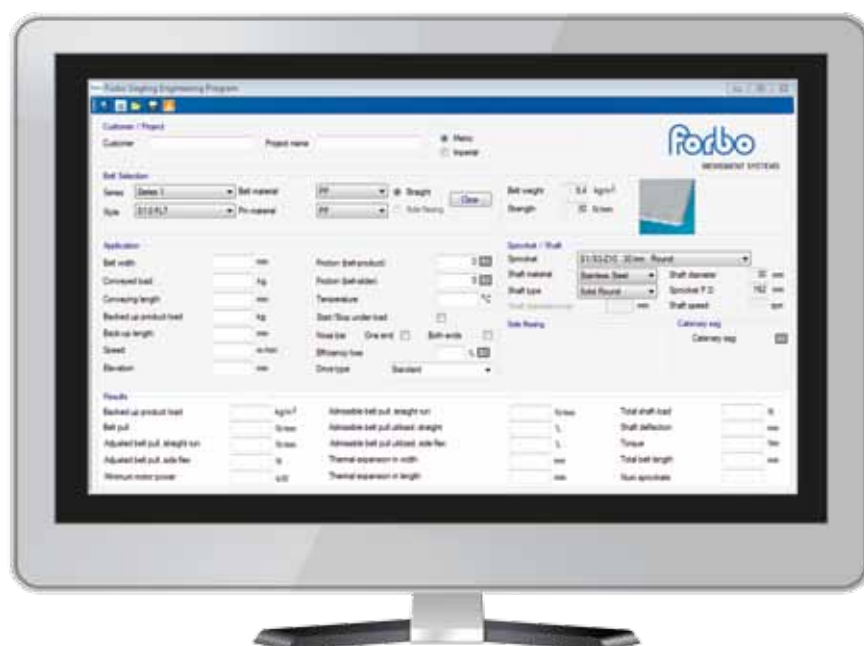 Forbo Siegling Engineering Program
Customer / Project
Customer Project name Metric
Imperial
Forbo
MOVEMENT SYSTEMS
Belt Selection
Series Series 1 Belt material PP Straight Clear Belt weight kg/m²
Style Pin material PP Side flexing Strength 30 N/mm
Application
Belt width mm Friction (belt-product) 0
Conveyed load kg Friction (belt-slider) 0
Conveying length mm Temperature °C
Backed up product load kg Start/Stop under load
Back-up length mm Nose bar One end Both ends
Speed m/min Efficiency loss %
Elevation mm Drive type Standard
Sprocket / Shaft
Sprocket Round
Shaft material Stainless Steel Shaft diameter 30 mm
Shaft type Solid Round Sprocket P.D. 162 mm
mm Shaft speed rpm
Side flexing Catenary sag
Catenary sag
Results
Backed up product load kg/m² Admissible belt pull, straight run N/mm Total shaft load N
Belt pull N/mm Admissible belt pull utilised, straight % Shaft deflection mm
Adjusted belt pull, straight run N/mm Admissible belt pull utilised, side flex % Torque Nm
Adjusted belt pull, side flex N Thermal expansion in width mm Total belt length mm
Minimum motor power kW Thermal expansion in length mm Num sprockets